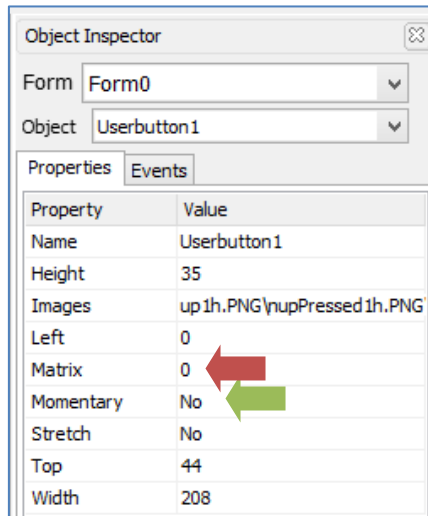 Object Inspector
Form Form0
Object Userbutton1
Properties Events
Property Value
Name Userbutton1
Height 35
Images up1h.PNG\nupPressed1h.PNG
Left 0
Matrix 0
Momentary No
Stretch No
Top 44
Width 208